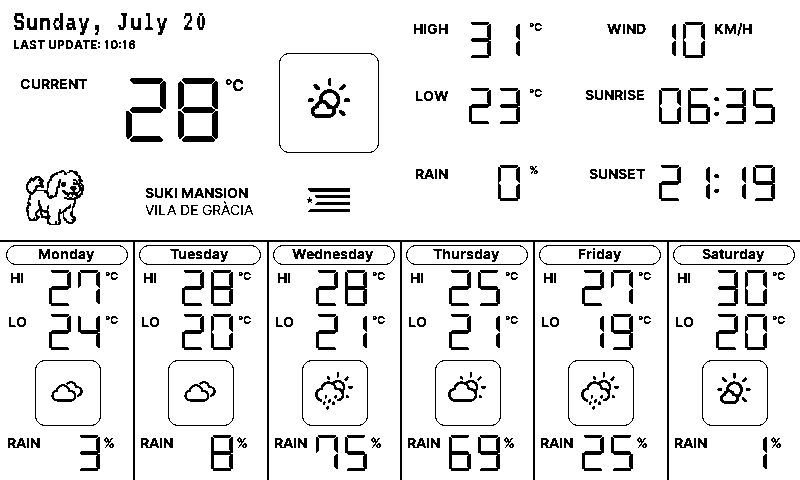 Sunday, July 20
LAST UPDATE: 10:16
CURRENT 28 °C
HIGH 31 °C
WIND 10 KM/H
LOW 23 °C
SUNRISE 06:35
RAIN 0 %
SUNSET 21:19
SUKI MANSION
VILA DE GRÀCIA
Monday
HI 27 °C
LO 24 °C
RAIN 3 %
Tuesday
HI 28 °C
LO 20 °C
RAIN 8 %
Wednesday
HI 28 °C
LO 21 °C
RAIN 75 %
Thursday
HI 25 °C
LO 21 °C
RAIN 69 %
Friday
HI 27 °C
LO 19 °C
RAIN 25 %
Saturday
HI 30 °C
LO 20 °C
RAIN 1 %